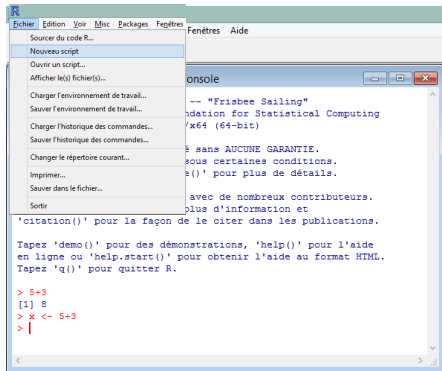 R
Fichier Edition Voir Misc Packages Fenêtres
Fenêtres Aide
Sourcer du code R...
Nouveau script
Ouvrir un script...
Afficher le(s) fichier(s)...
Charger l'environnement de travail...
Sauver l'environnement de travail...
Charger l'historique des commandes...
Sauver l'historique des commandes...
Changer le répertoire courant...
Imprimer...
Sauver dans le fichier...
Sortir
onsole
-- "Frisbee Sailing"
ndation for Statistical Computing
/x64 (64-bit)
é sans AUCUNE GARANTIE.
sous certaines conditions.
e()' pour plus de détails.
avec de nombreux contributeurs.
plus d'information et
'citation()' pour la façon de le citer dans les publications.
Tapez 'demo()' pour des démonstrations, 'help()' pour l'aide
en ligne ou 'help.start()' pour obtenir l'aide au format HTML.
Tapez 'q()' pour quitter R.
> 5+3
[1] 8
> x <- 5+3
>